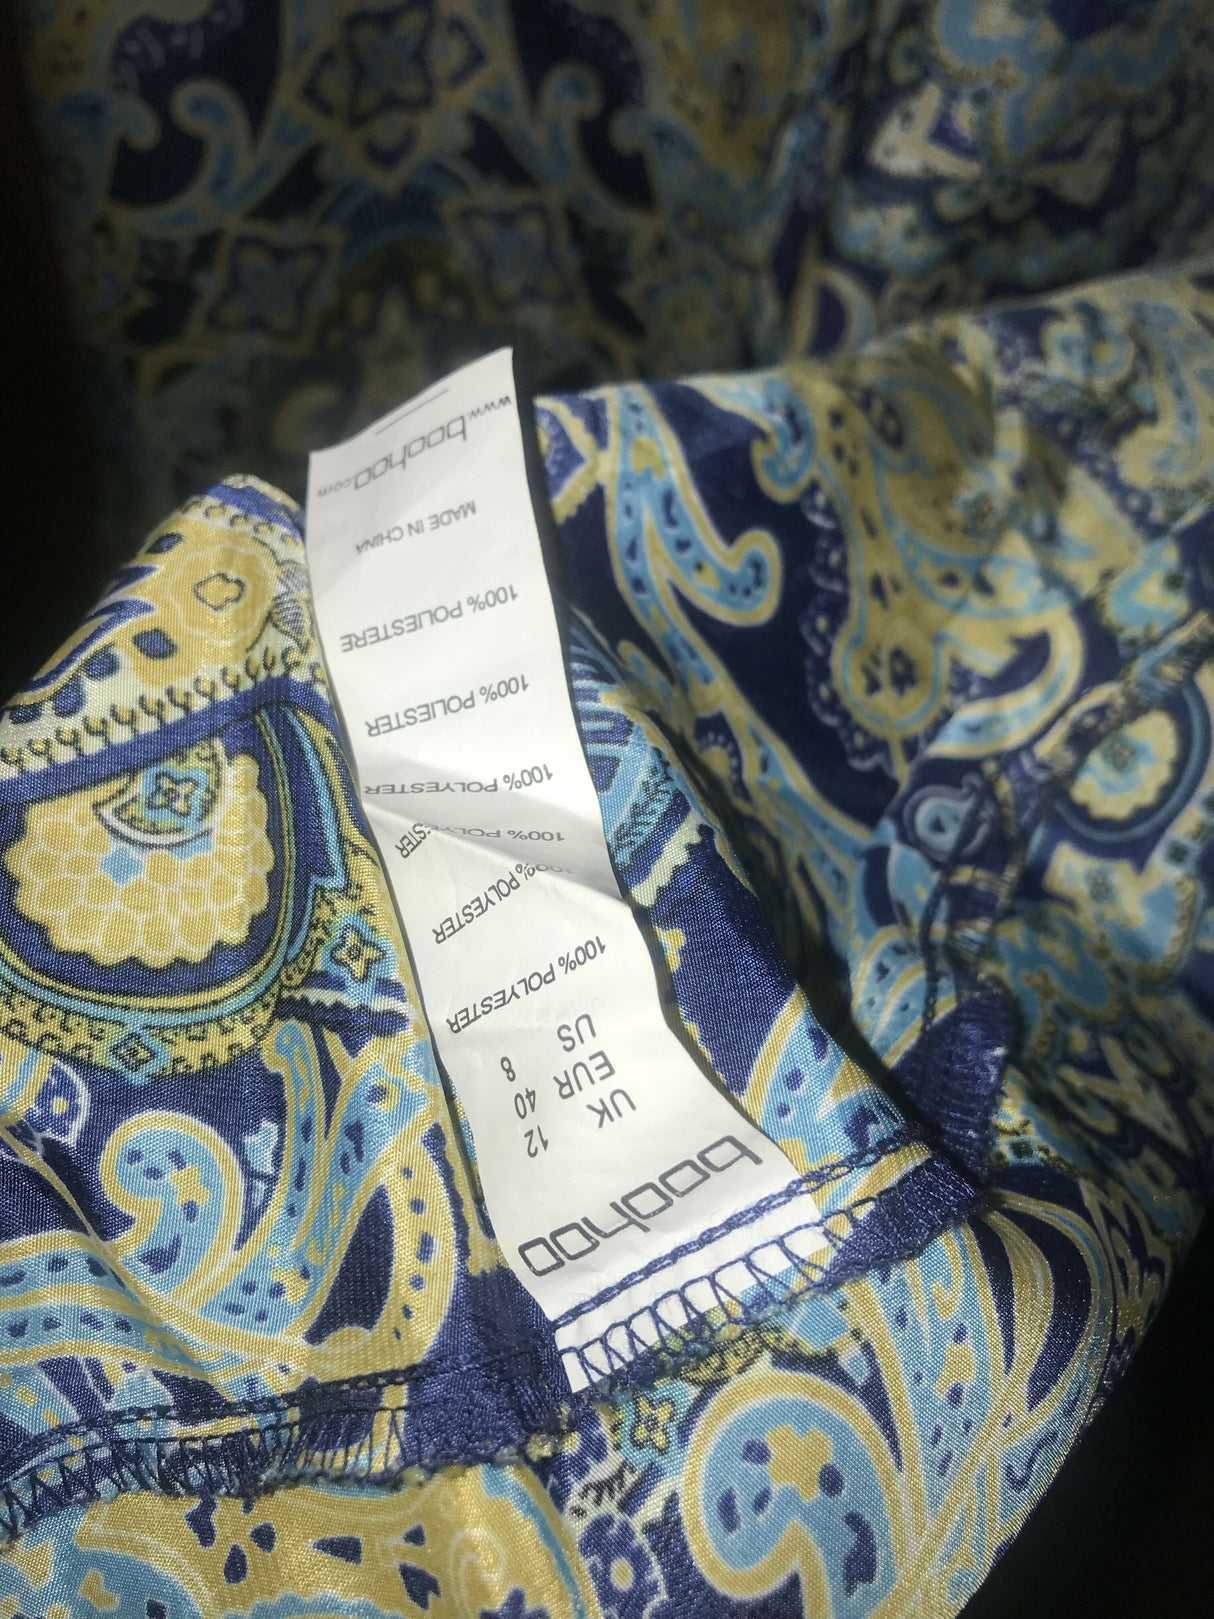 boohoo
UK 12
EUR 40
US 8
100% POLYESTER
100% POLYESTER
100% POLYESTER
100% POLYESTER
100% POLIESTER
100% POLIESTERE
MADE IN CHINA
www.boohoo.com